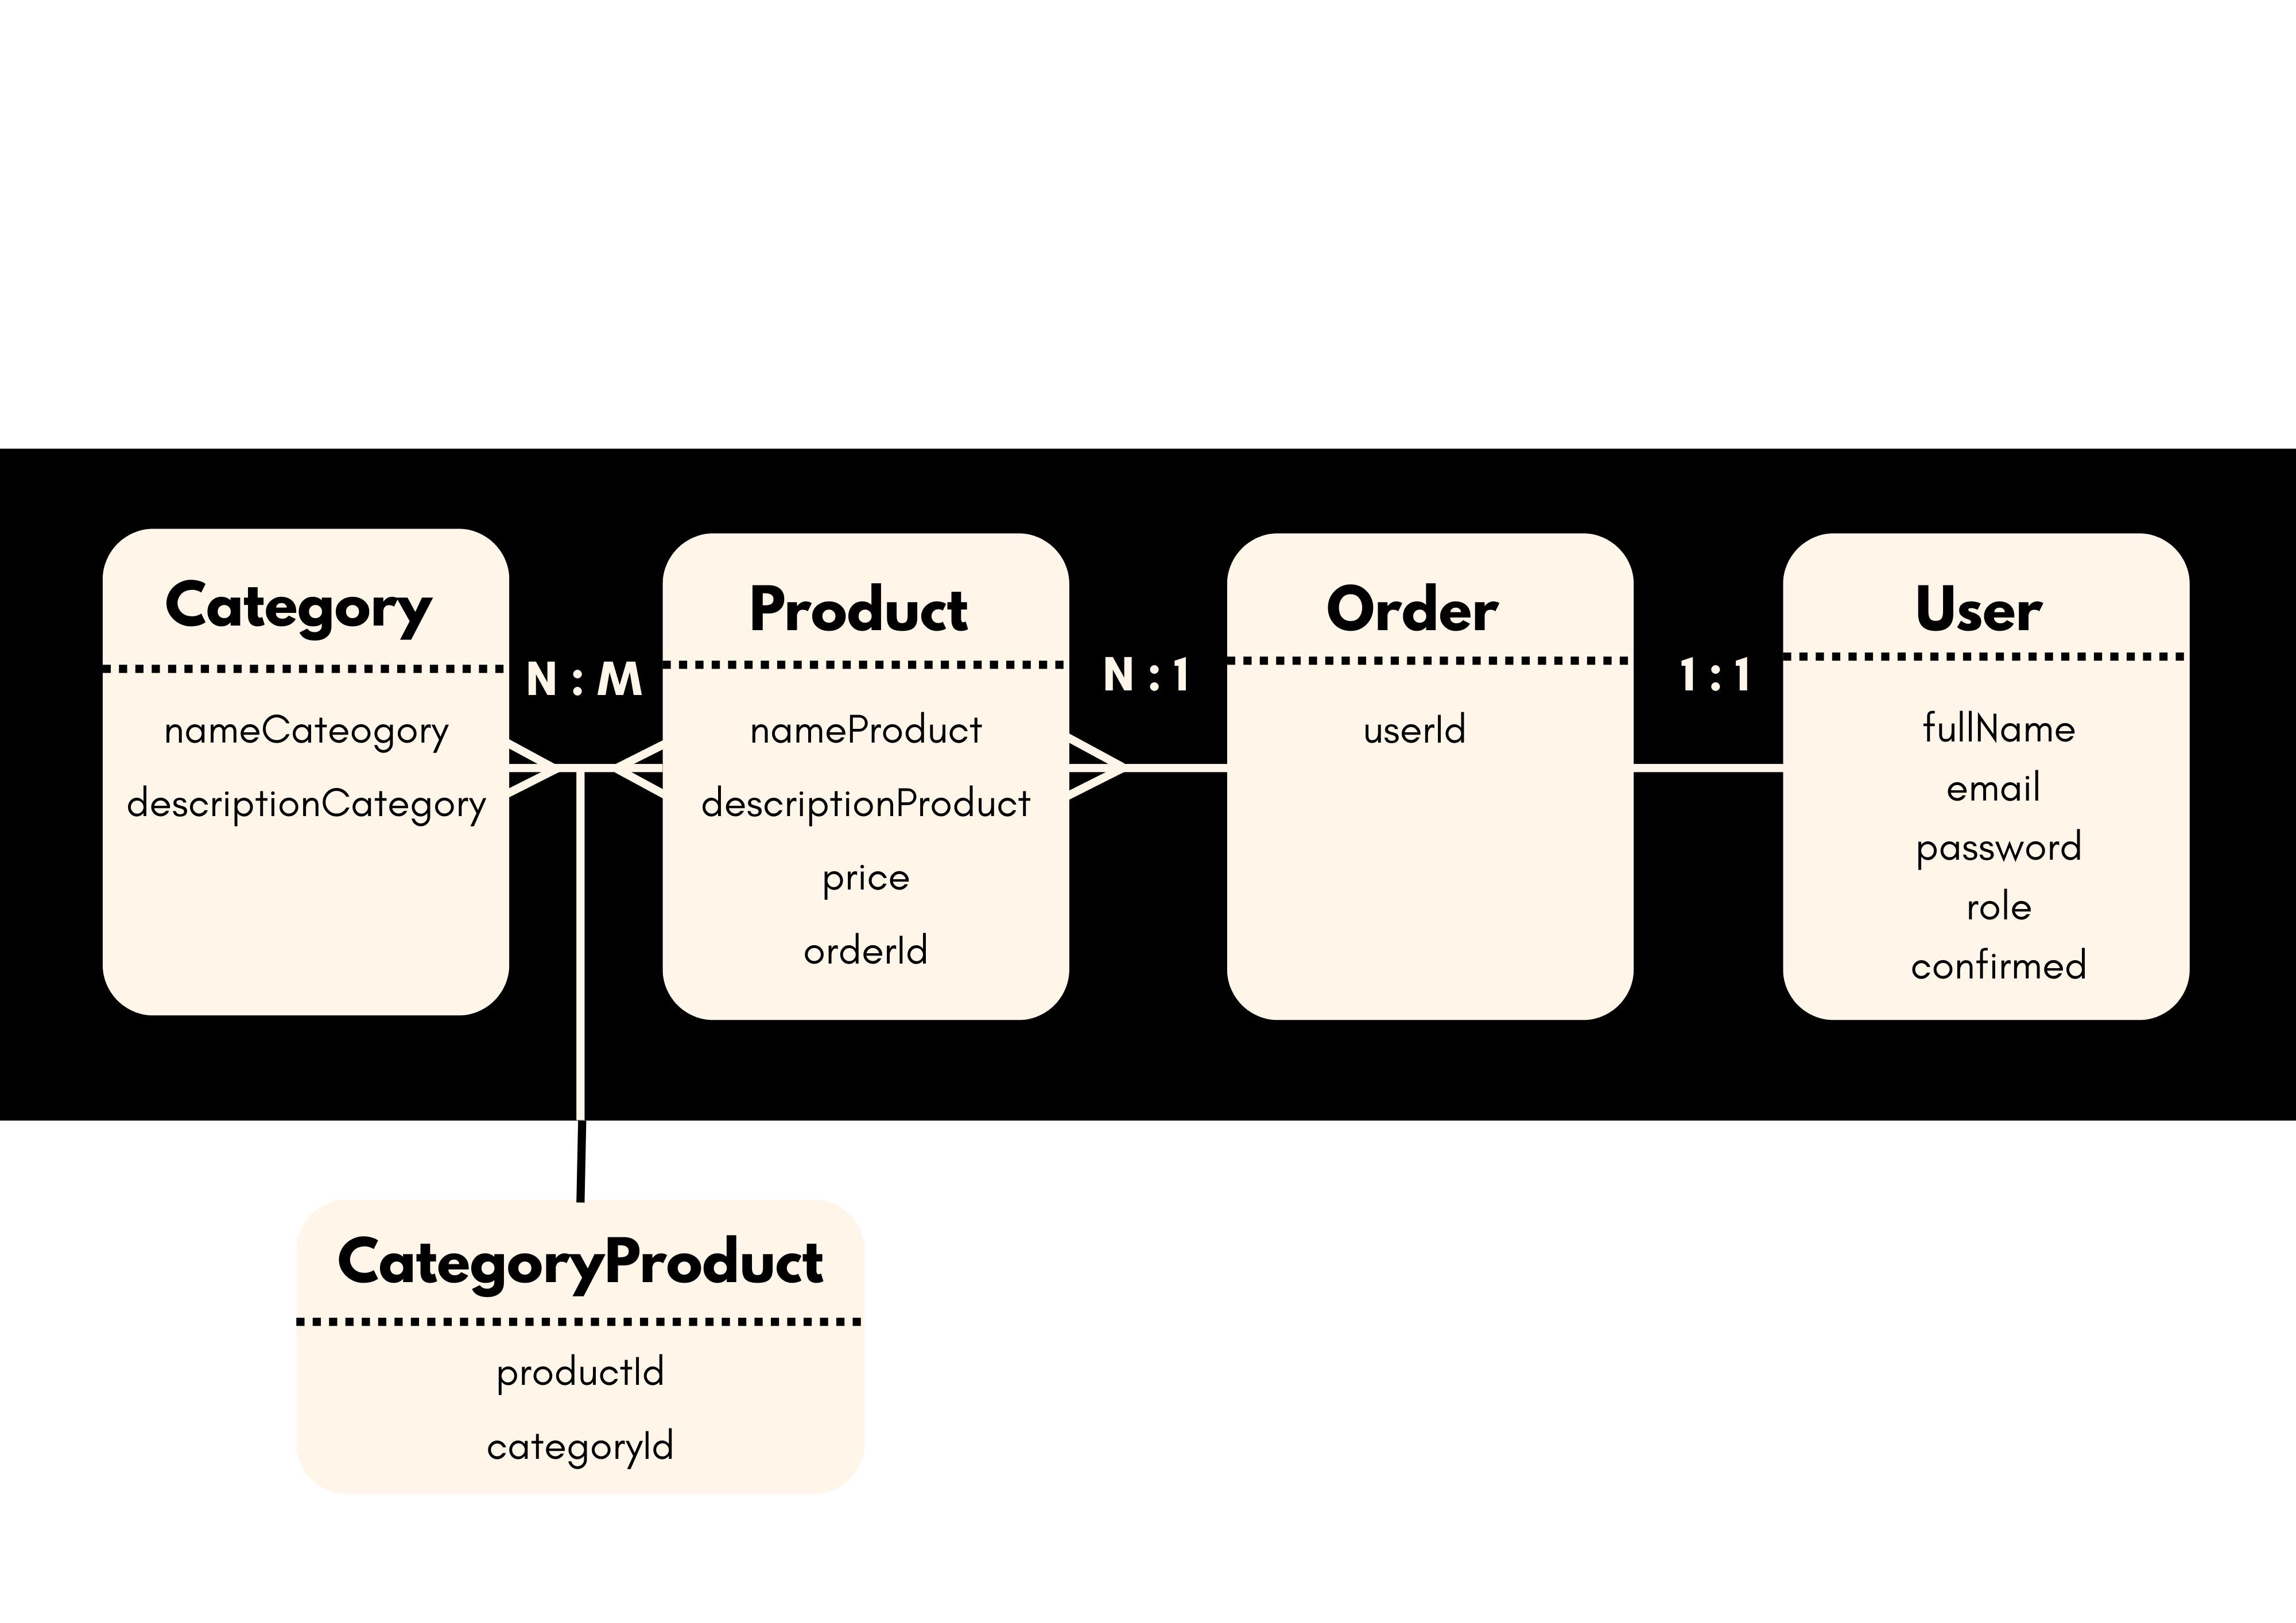 Category
nameCateogory
descriptionCategory
N : M
Product
nameProduct
descriptionProduct
price
orderId
N : 1
Order
userId
1 : 1
User
fullName
email
password
role
confirmed
CategoryProduct
productId
categoryId